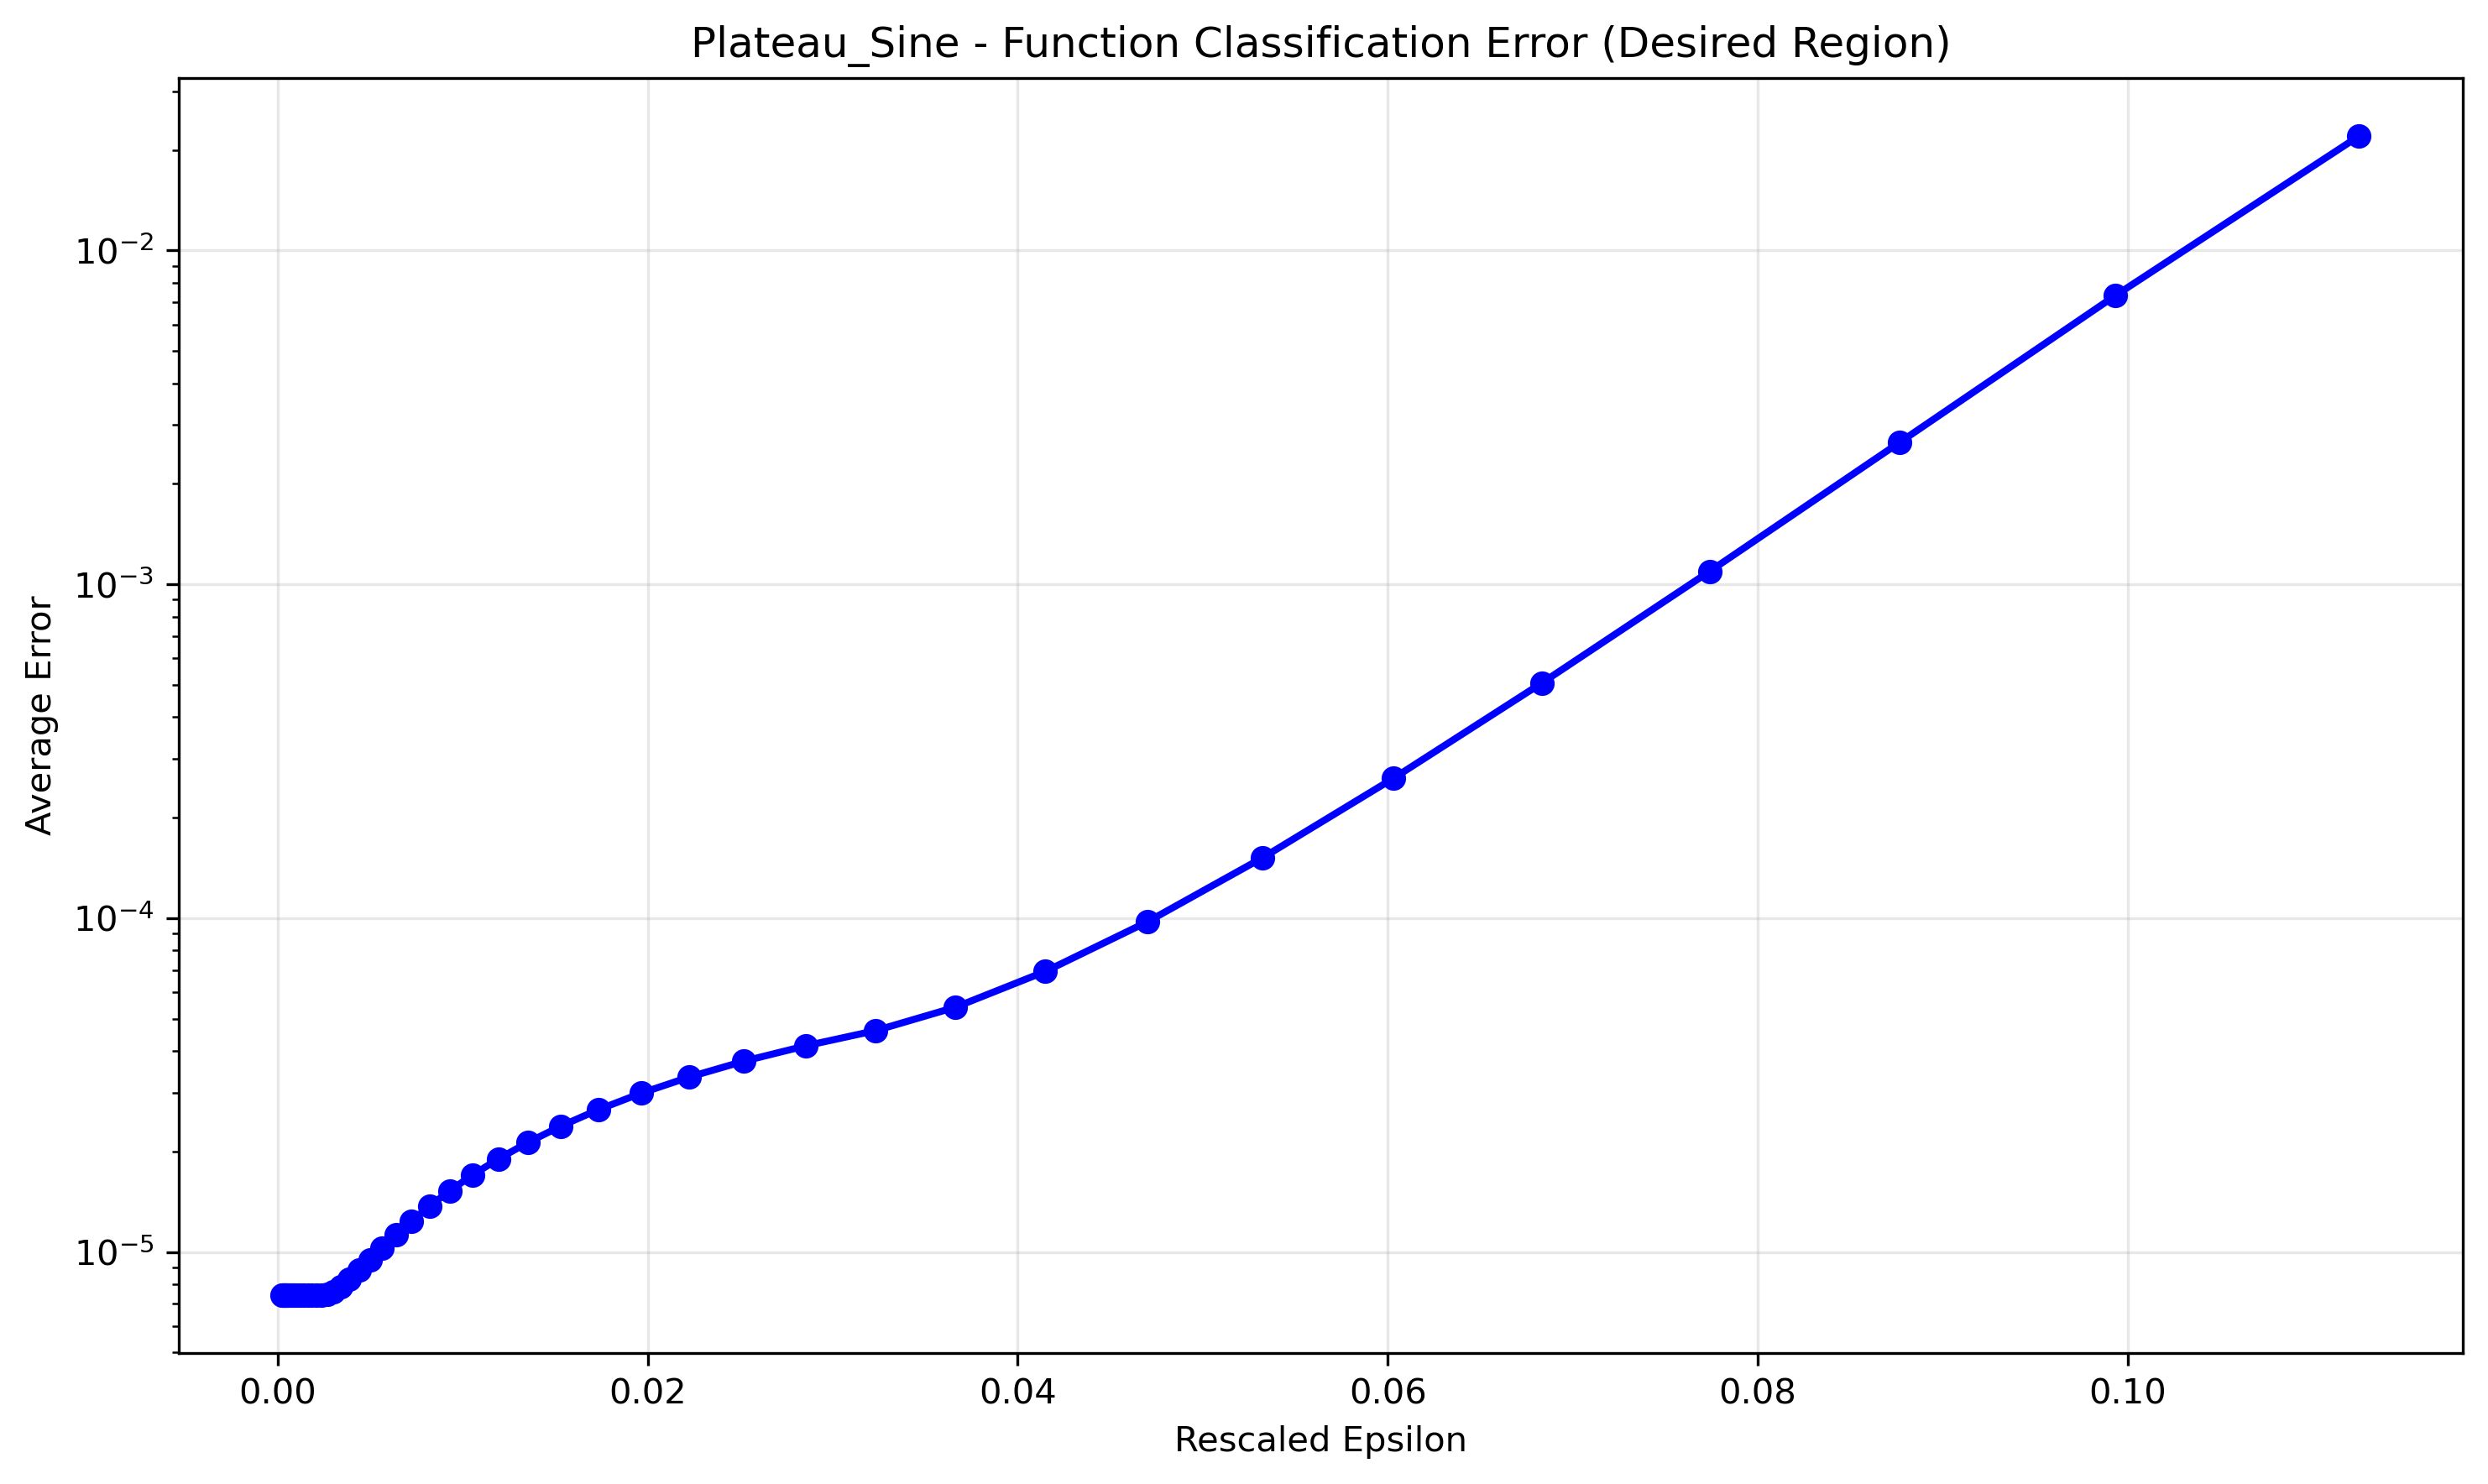 Plateau_Sine - Function Classification Error (Desired Region)
Average Error
10⁻²
10⁻³
10⁻⁴
10⁻⁵
0.00 0.02 0.04 0.06 0.08 0.10
Rescaled Epsilon